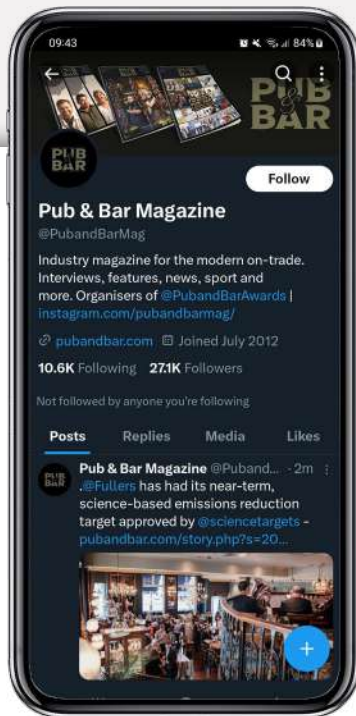 09:43
84%
PUB
&
BAR
PUB
BAR
Follow
Pub & Bar Magazine
@PubandBarMag
Industry magazine for the modern on-trade.
Interviews, features, news, sport and
more. Organisers of @PubandBarAwards |
instagram.com/pubandbarmag/
pubandbar.com Joined July 2012
10.6K Following 27.1K Followers
Not followed by anyone you're following
Posts Replies Media Likes
Pub & Bar Magazine @Puband... · 2m
.@Fullers has had its near-term,
science-based emissions reduction
target approved by @sciencetargets -
pubandbar.com/story.php?s=20...